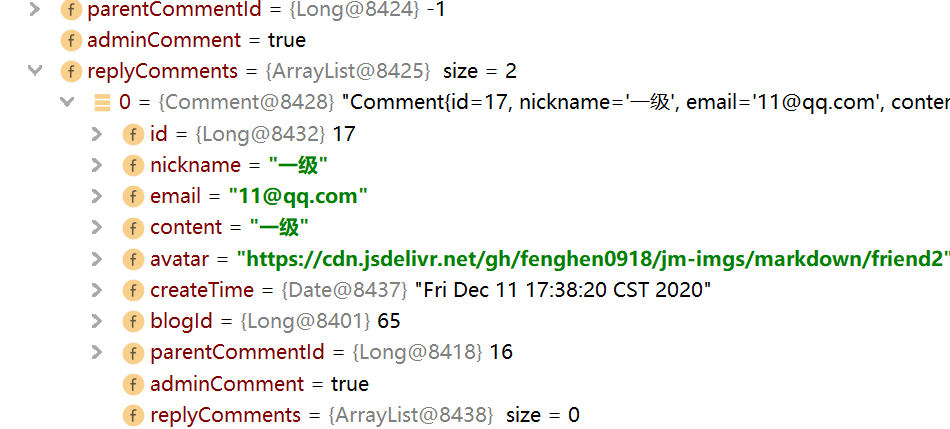 parentCommentId = {Long@8424} -1
adminComment = true
replyComments = {ArrayList@8425} size = 2
0 = {Comment@8428} "Comment{id=17, nickname='一级', email='11@qq.com', conten
id = {Long@8432} 17
nickname = "一级"
email = "11@qq.com"
content = "一级"
avatar = "https://cdn.jsdelivr.net/gh/fenghen0918/jm-imgs/markdown/friend2"
createTime = {Date@8437} "Fri Dec 11 17:38:20 CST 2020"
blogId = {Long@8401} 65
parentCommentId = {Long@8418} 16
adminComment = true
replyComments = {ArrayList@8438} size = 0